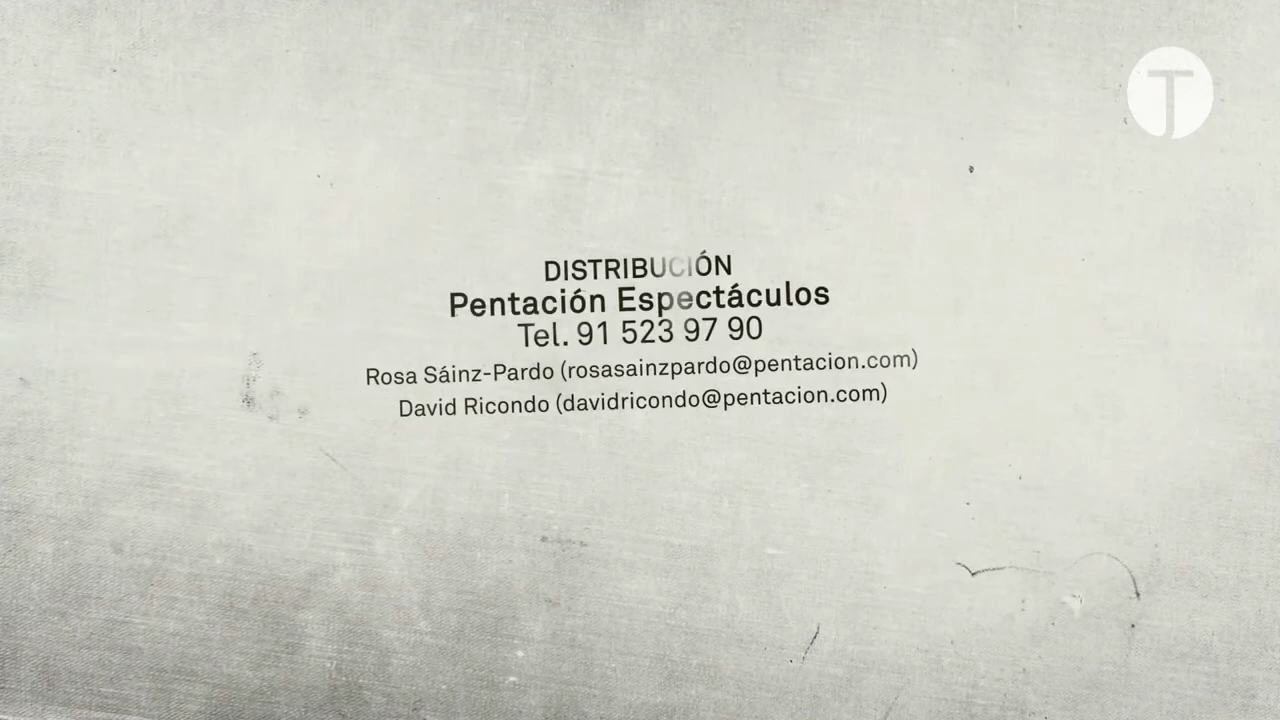 DISTRIBUCIÓN
Pentación Espectáculos
Tel. 91 523 97 90
Rosa Sáinz-Pardo (rosasainzpardo@pentacion.com)
David Ricondo (davidricondo@pentacion.com)